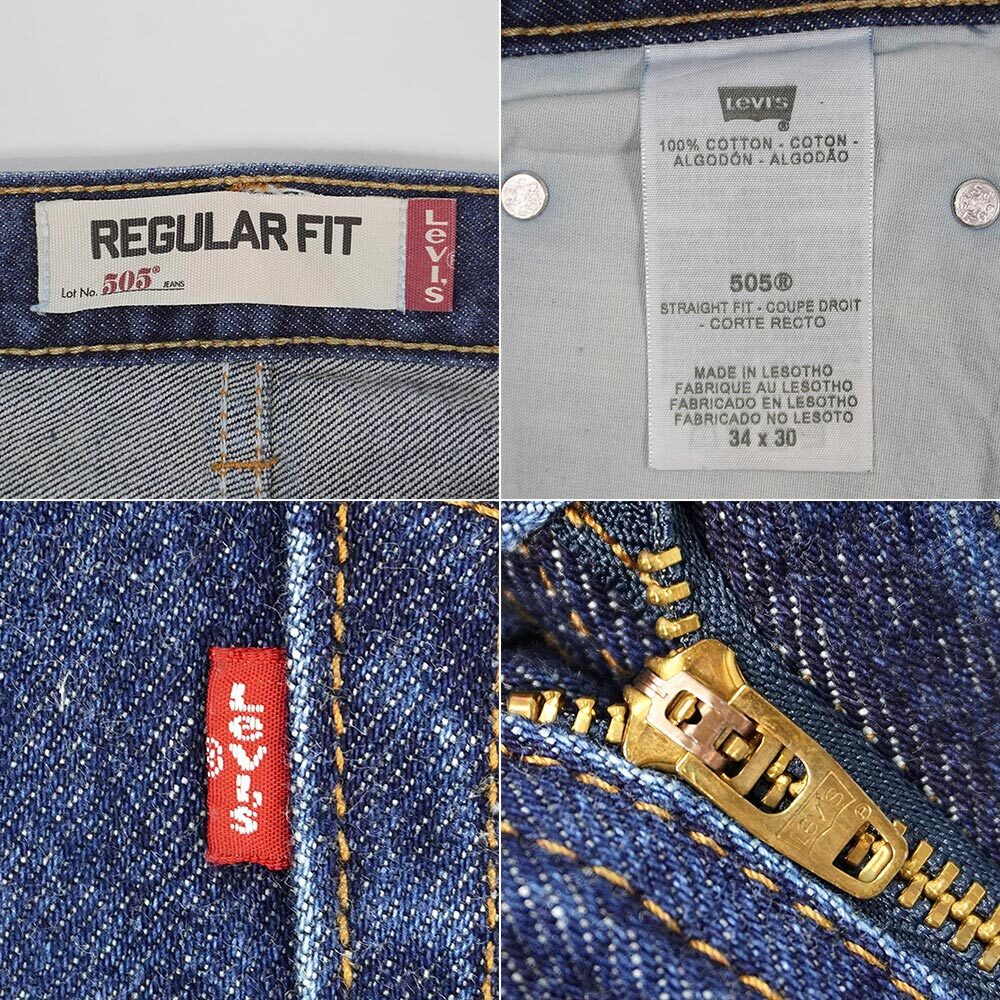 REGULAR FIT
Lot No. 505® JEANS
Levi's®
Levi's
®
100% COTTON - COTON -
ALGODÓN - ALGODÃO
505®
STRAIGHT FIT - COUPE DROIT
- CORTE RECTO
MADE IN LESOTHO
FABRIQUE AU LESOTHO
FABRICADO EN LESOTHO
FABRICADO NO LESOTO
34 x 30
Levi's
®
Levi's
®